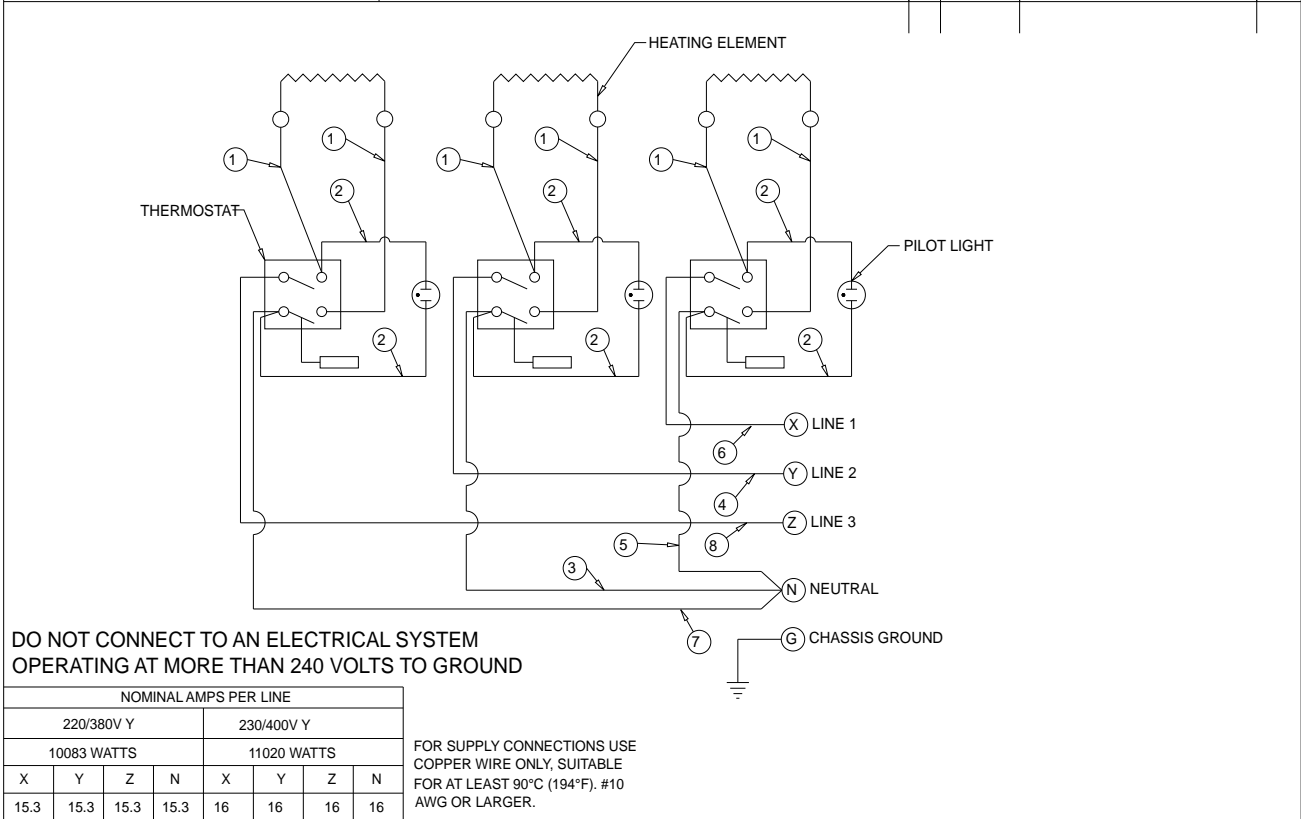 HEATING ELEMENT
1 1 1 1 1 1
2 2 2
THERMOSTAT
PILOT LIGHT
2 2 2
X LINE 1
6
Y LINE 2
4
Z LINE 3
5 8
3
N NEUTRAL
7
G CHASSIS GROUND
DO NOT CONNECT TO AN ELECTRICAL SYSTEM
OPERATING AT MORE THAN 240 VOLTS TO GROUND
NOMINAL AMPS PER LINE
220/380V Y 230/400V Y
10083 WATTS 11020 WATTS
X Y Z N X Y Z N
15.3 15.3 15.3 15.3 16 16 16 16
FOR SUPPLY CONNECTIONS USE
COPPER WIRE ONLY, SUITABLE
FOR AT LEAST 90°C (194°F). #10
AWG OR LARGER.